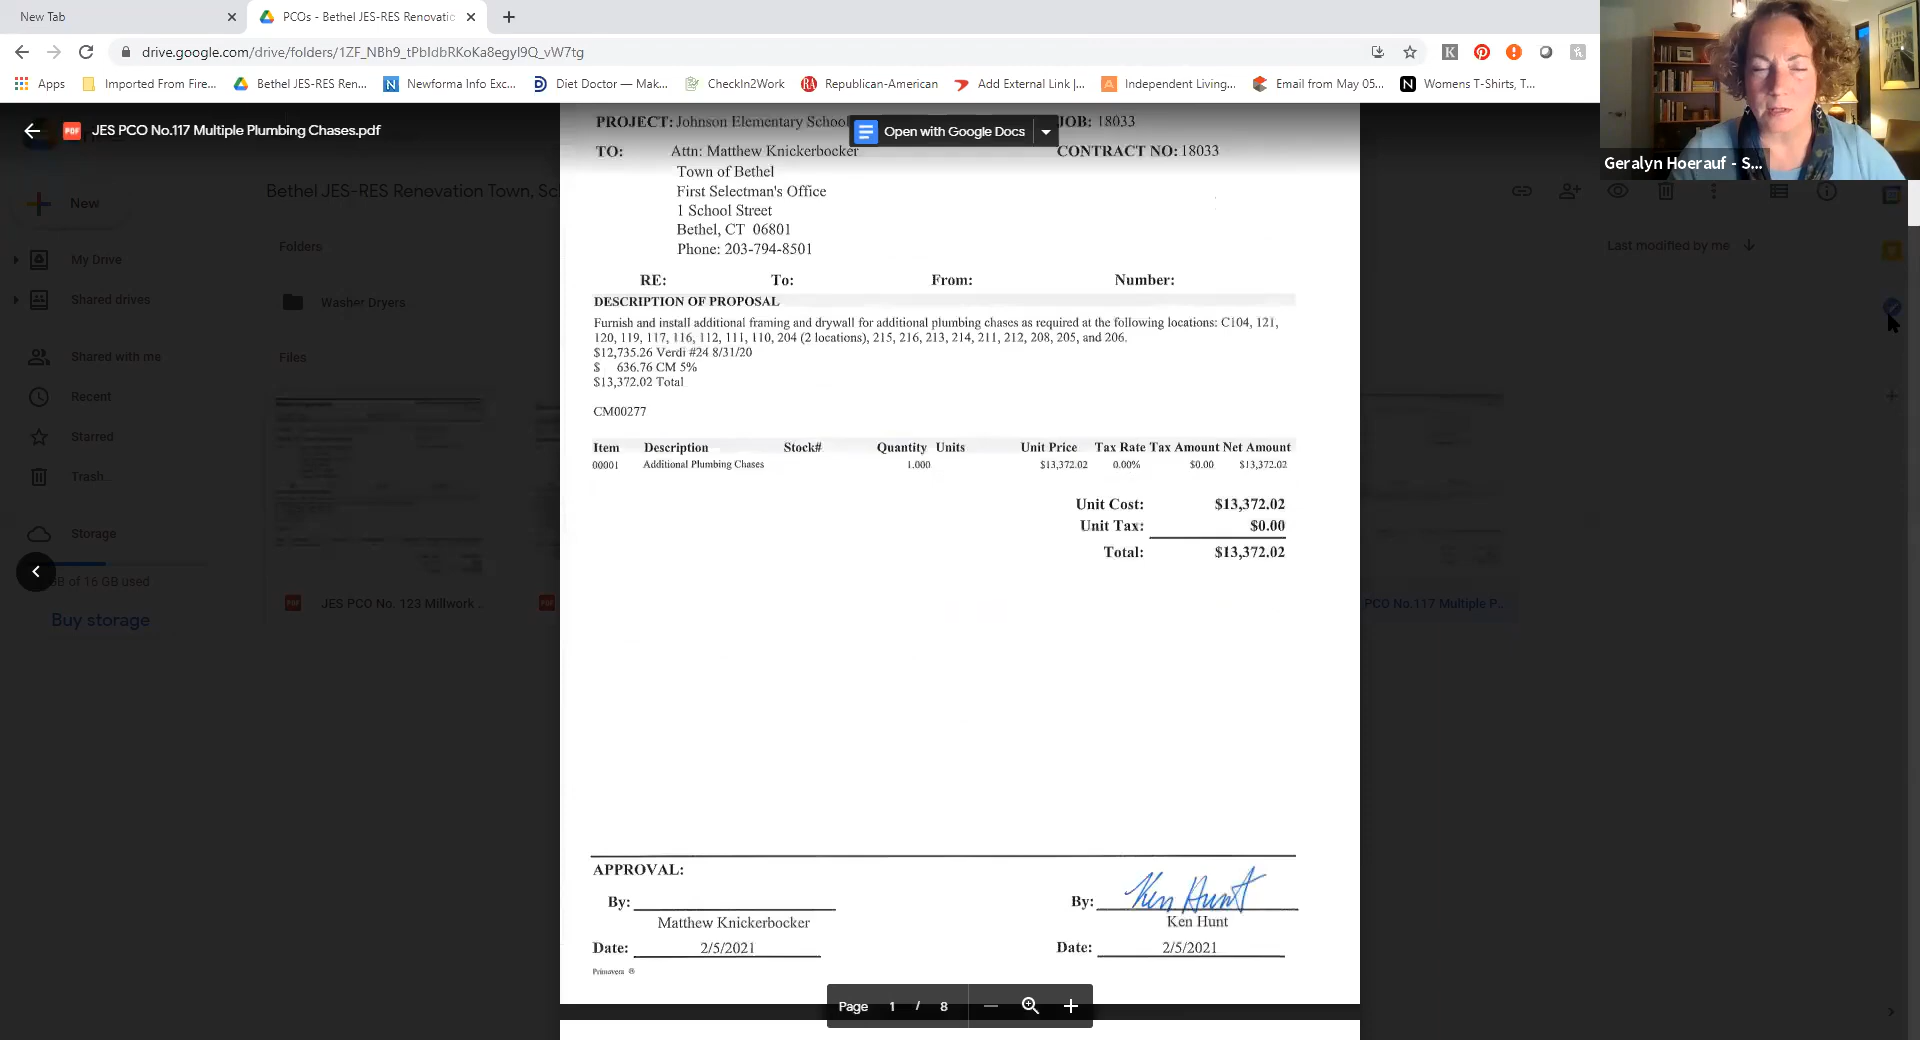 New Tab
PCOs - Bethel JES-RES Renovatio
drive.google.com/drive/folders/1ZF_NBh9_tPbIdbRKoKa8egyI9Q_vW7tg
Apps Imported From Fire... Bethel JES-RES Ren... Newforma Info Exc... Diet Doctor — Mak... CheckIn2Work Republican-American Add External Link |... Independent Living... Email from May 05... Womens T-Shirts, T...
Geralyn Hoerauf - S...
JES PCO No.117 Multiple Plumbing Chases.pdf
Open with Google Docs
PROJECT: Johnson Elementary School JOB: 18033
TO: Attn: Matthew Knickerbocker CONTRACT NO: 18033
Town of Bethel
First Selectman's Office
1 School Street
Bethel, CT 06801
Phone: 203-794-8501
RE: To: From: Number:
DESCRIPTION OF PROPOSAL
Furnish and install additional framing and drywall for additional plumbing chases as required at the following locations: C104, 121,
120, 119, 117, 116, 112, 111, 110, 204 (2 locations), 215, 216, 213, 214, 211, 212, 208, 205, and 206.
$12,735.26 Verdi #24 8/31/20
$ 636.76 CM 5%
$13,372.02 Total
CM00277
Item Description Stock# Quantity Units Unit Price Tax Rate Tax Amount Net Amount
00001 Additional Plumbing Chases 1.000 $13,372.02 0.00% $0.00 $13,372.02
Unit Cost: $13,372.02
Unit Tax: $0.00
Total: $13,372.02
APPROVAL:
By: By: Ken Hunt
Matthew Knickerbocker Ken Hunt
Date: 2/5/2021 Date: 2/5/2021
Primavera ®
Page 1 / 8
New
Bethel JES-RES Renovation Town, Sc
Folders
Last modified by me
My Drive
Shared drives
Washer Dryers
Shared with me
Files
Recent
Starred
Trash
Storage
GB of 16 GB used
Buy storage
JES PCO No. 123 Millwork ...
PCO No.117 Multiple P...